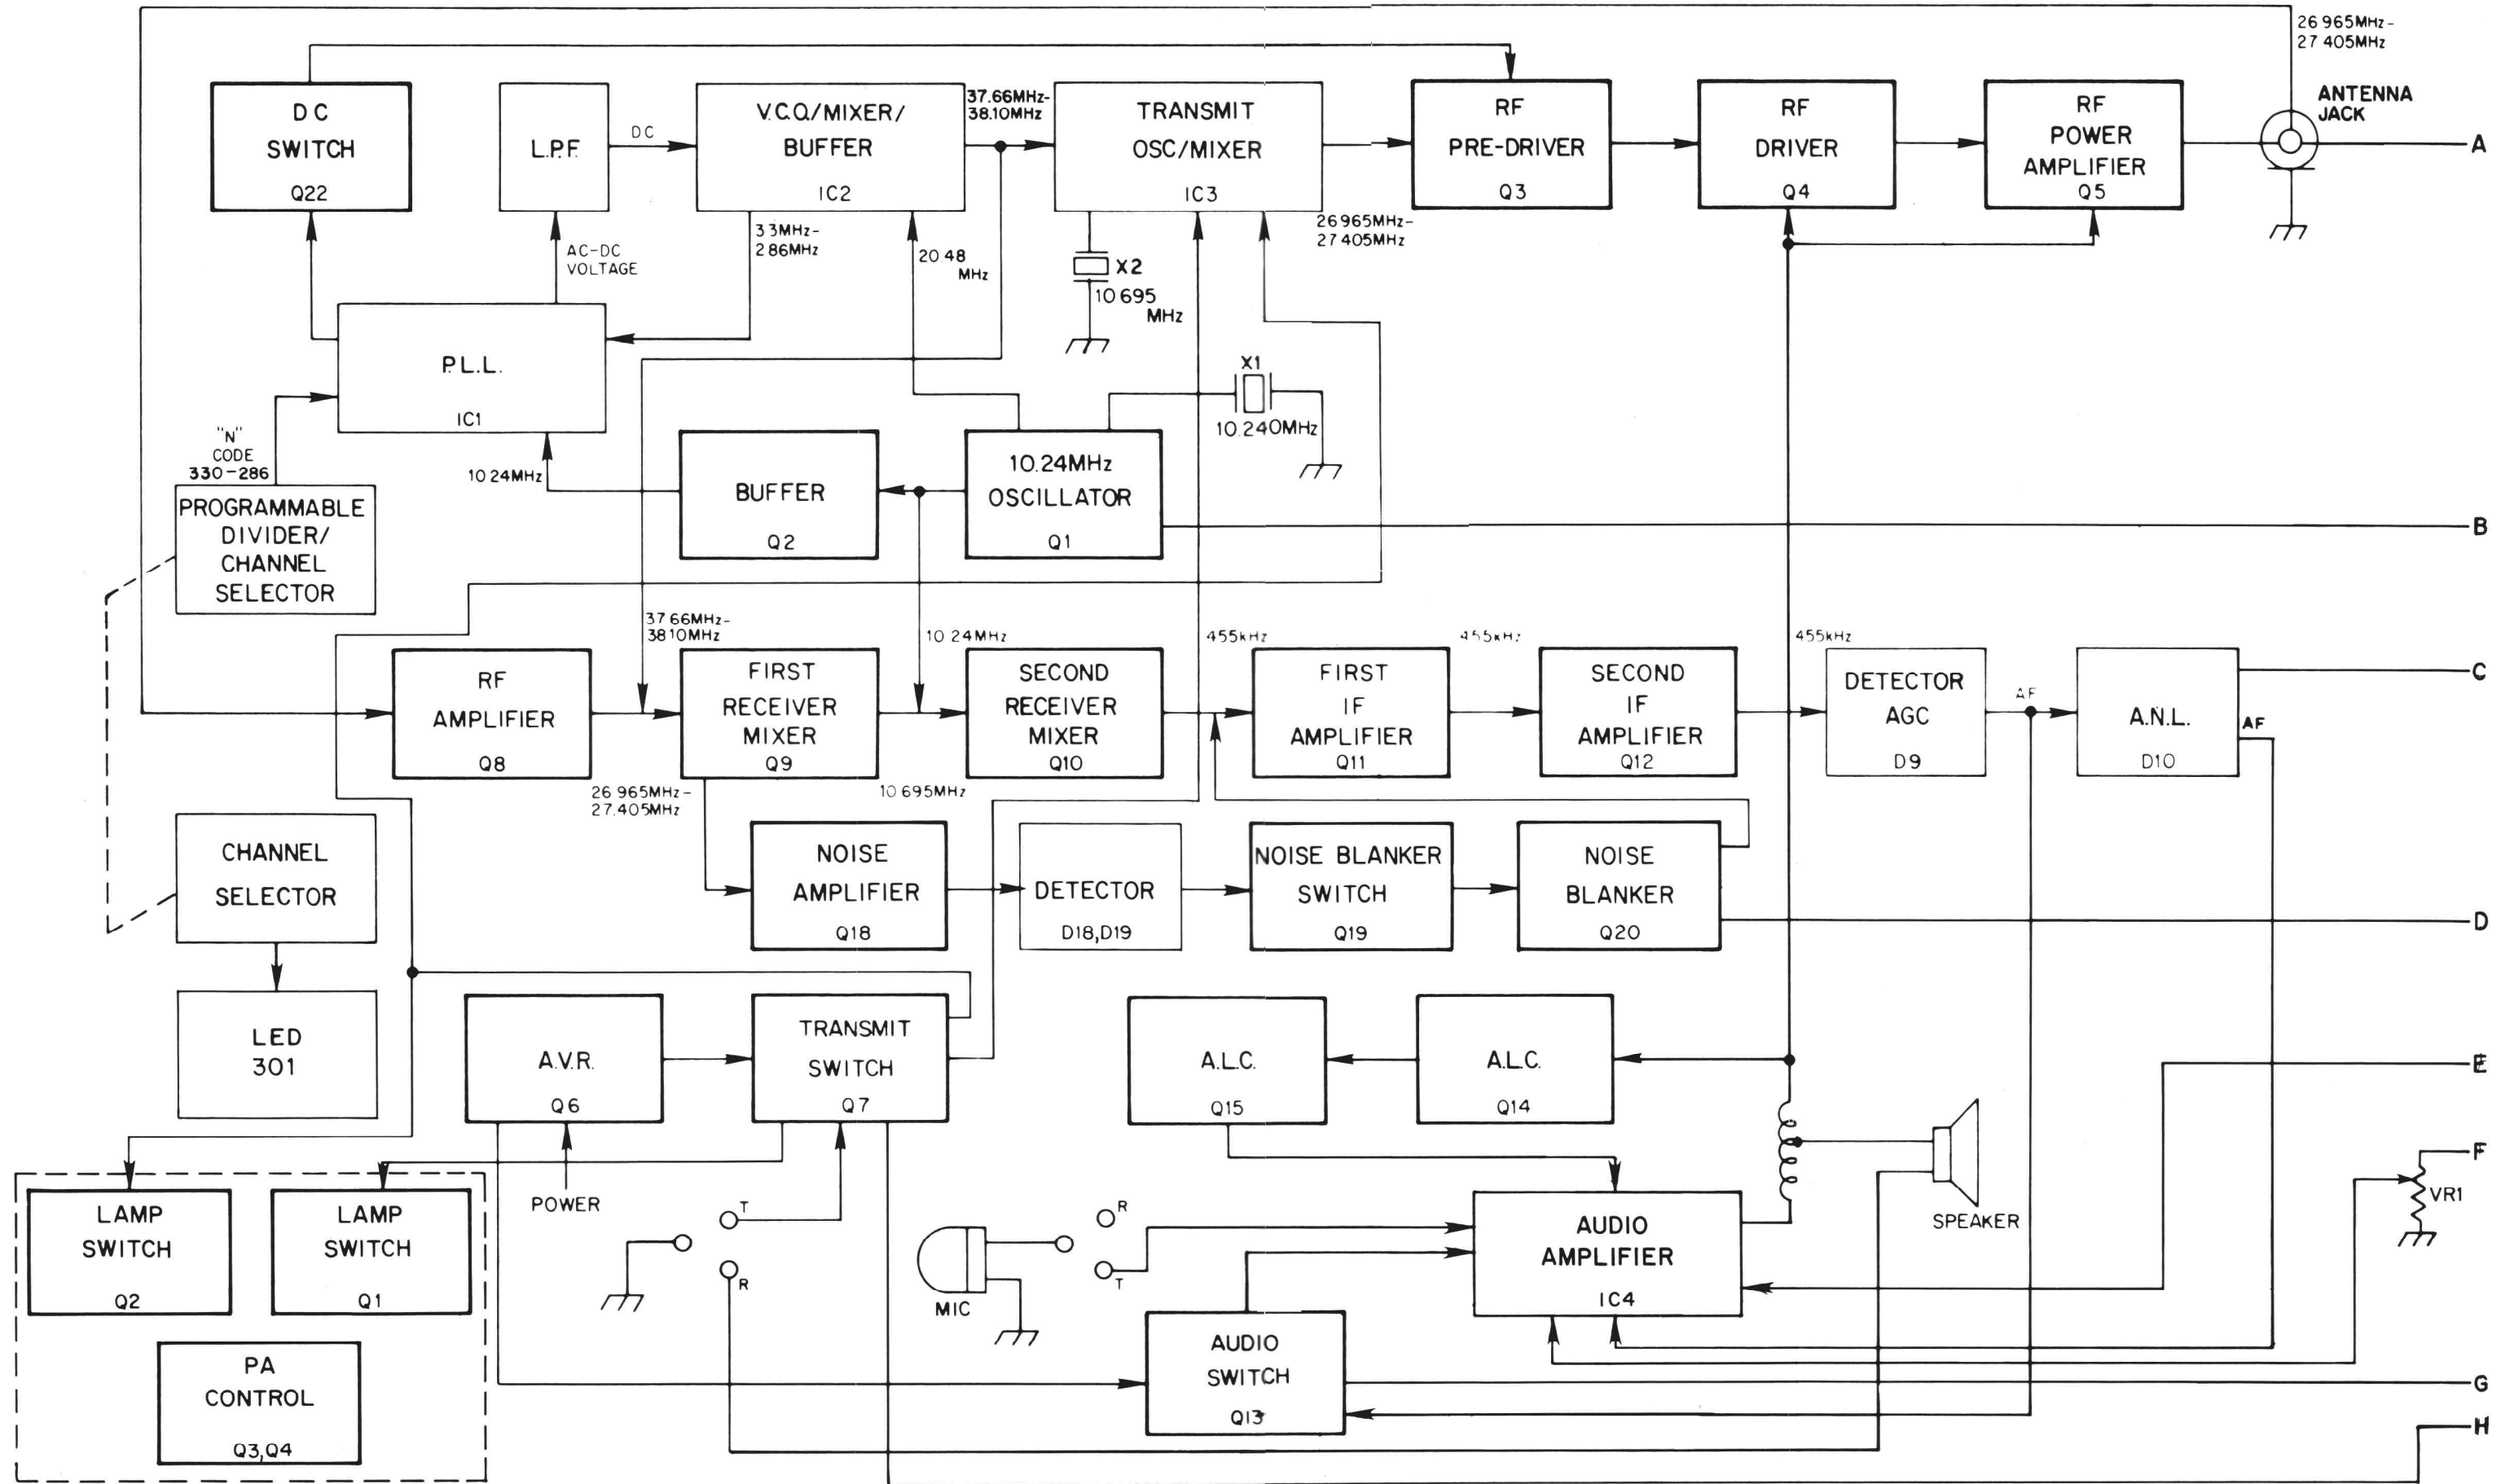 26 965MHz-
27 405MHz
D C
SWITCH
Q22
L.P.F.
DC
V.C.O./MIXER/
BUFFER
IC2
37.66MHz-
38.10MHz
TRANSMIT
OSC/MIXER
IC3
RF
PRE-DRIVER
Q3
RF
DRIVER
Q4
RF
POWER
AMPLIFIER
Q5
ANTENNA
JACK
A
AC-DC
VOLTAGE
3 3MHz-
2 86MHz
20 48
MHz
X2
10 695
MHz
26 965MHz-
27 405MHz
P.L.L.
IC1
X1
10.240MHz
"N"
CODE
330-286
PROGRAMMABLE
DIVIDER/
CHANNEL
SELECTOR
10 24MHz
BUFFER
Q2
10.24MHz
OSCILLATOR
Q1
B
37 66MHz-
38 10MHz
10 24MHz
455kHz
455kHz
455kHz
RF
AMPLIFIER
Q8
FIRST
RECEIVER
MIXER
Q9
SECOND
RECEIVER
MIXER
Q10
FIRST
IF
AMPLIFIER
Q11
SECOND
IF
AMPLIFIER
Q12
DETECTOR
AGC
D9
AF
A.N.L.
D10
AF
C
26 965MHz-
27.405MHz
10 695MHz
CHANNEL
SELECTOR
NOISE
AMPLIFIER
Q18
DETECTOR
D18,D19
NOISE BLANKER
SWITCH
Q19
NOISE
BLANKER
Q20
D
LED
301
A.V.R.
Q6
TRANSMIT
SWITCH
Q7
A.L.C.
Q15
A.L.C.
Q14
E
POWER
LAMP
SWITCH
Q2
LAMP
SWITCH
Q1
T
R
MIC
R
T
AUDIO
AMPLIFIER
IC4
SPEAKER
F
VR1
PA
CONTROL
Q3,Q4
AUDIO
SWITCH
Q13
G
H